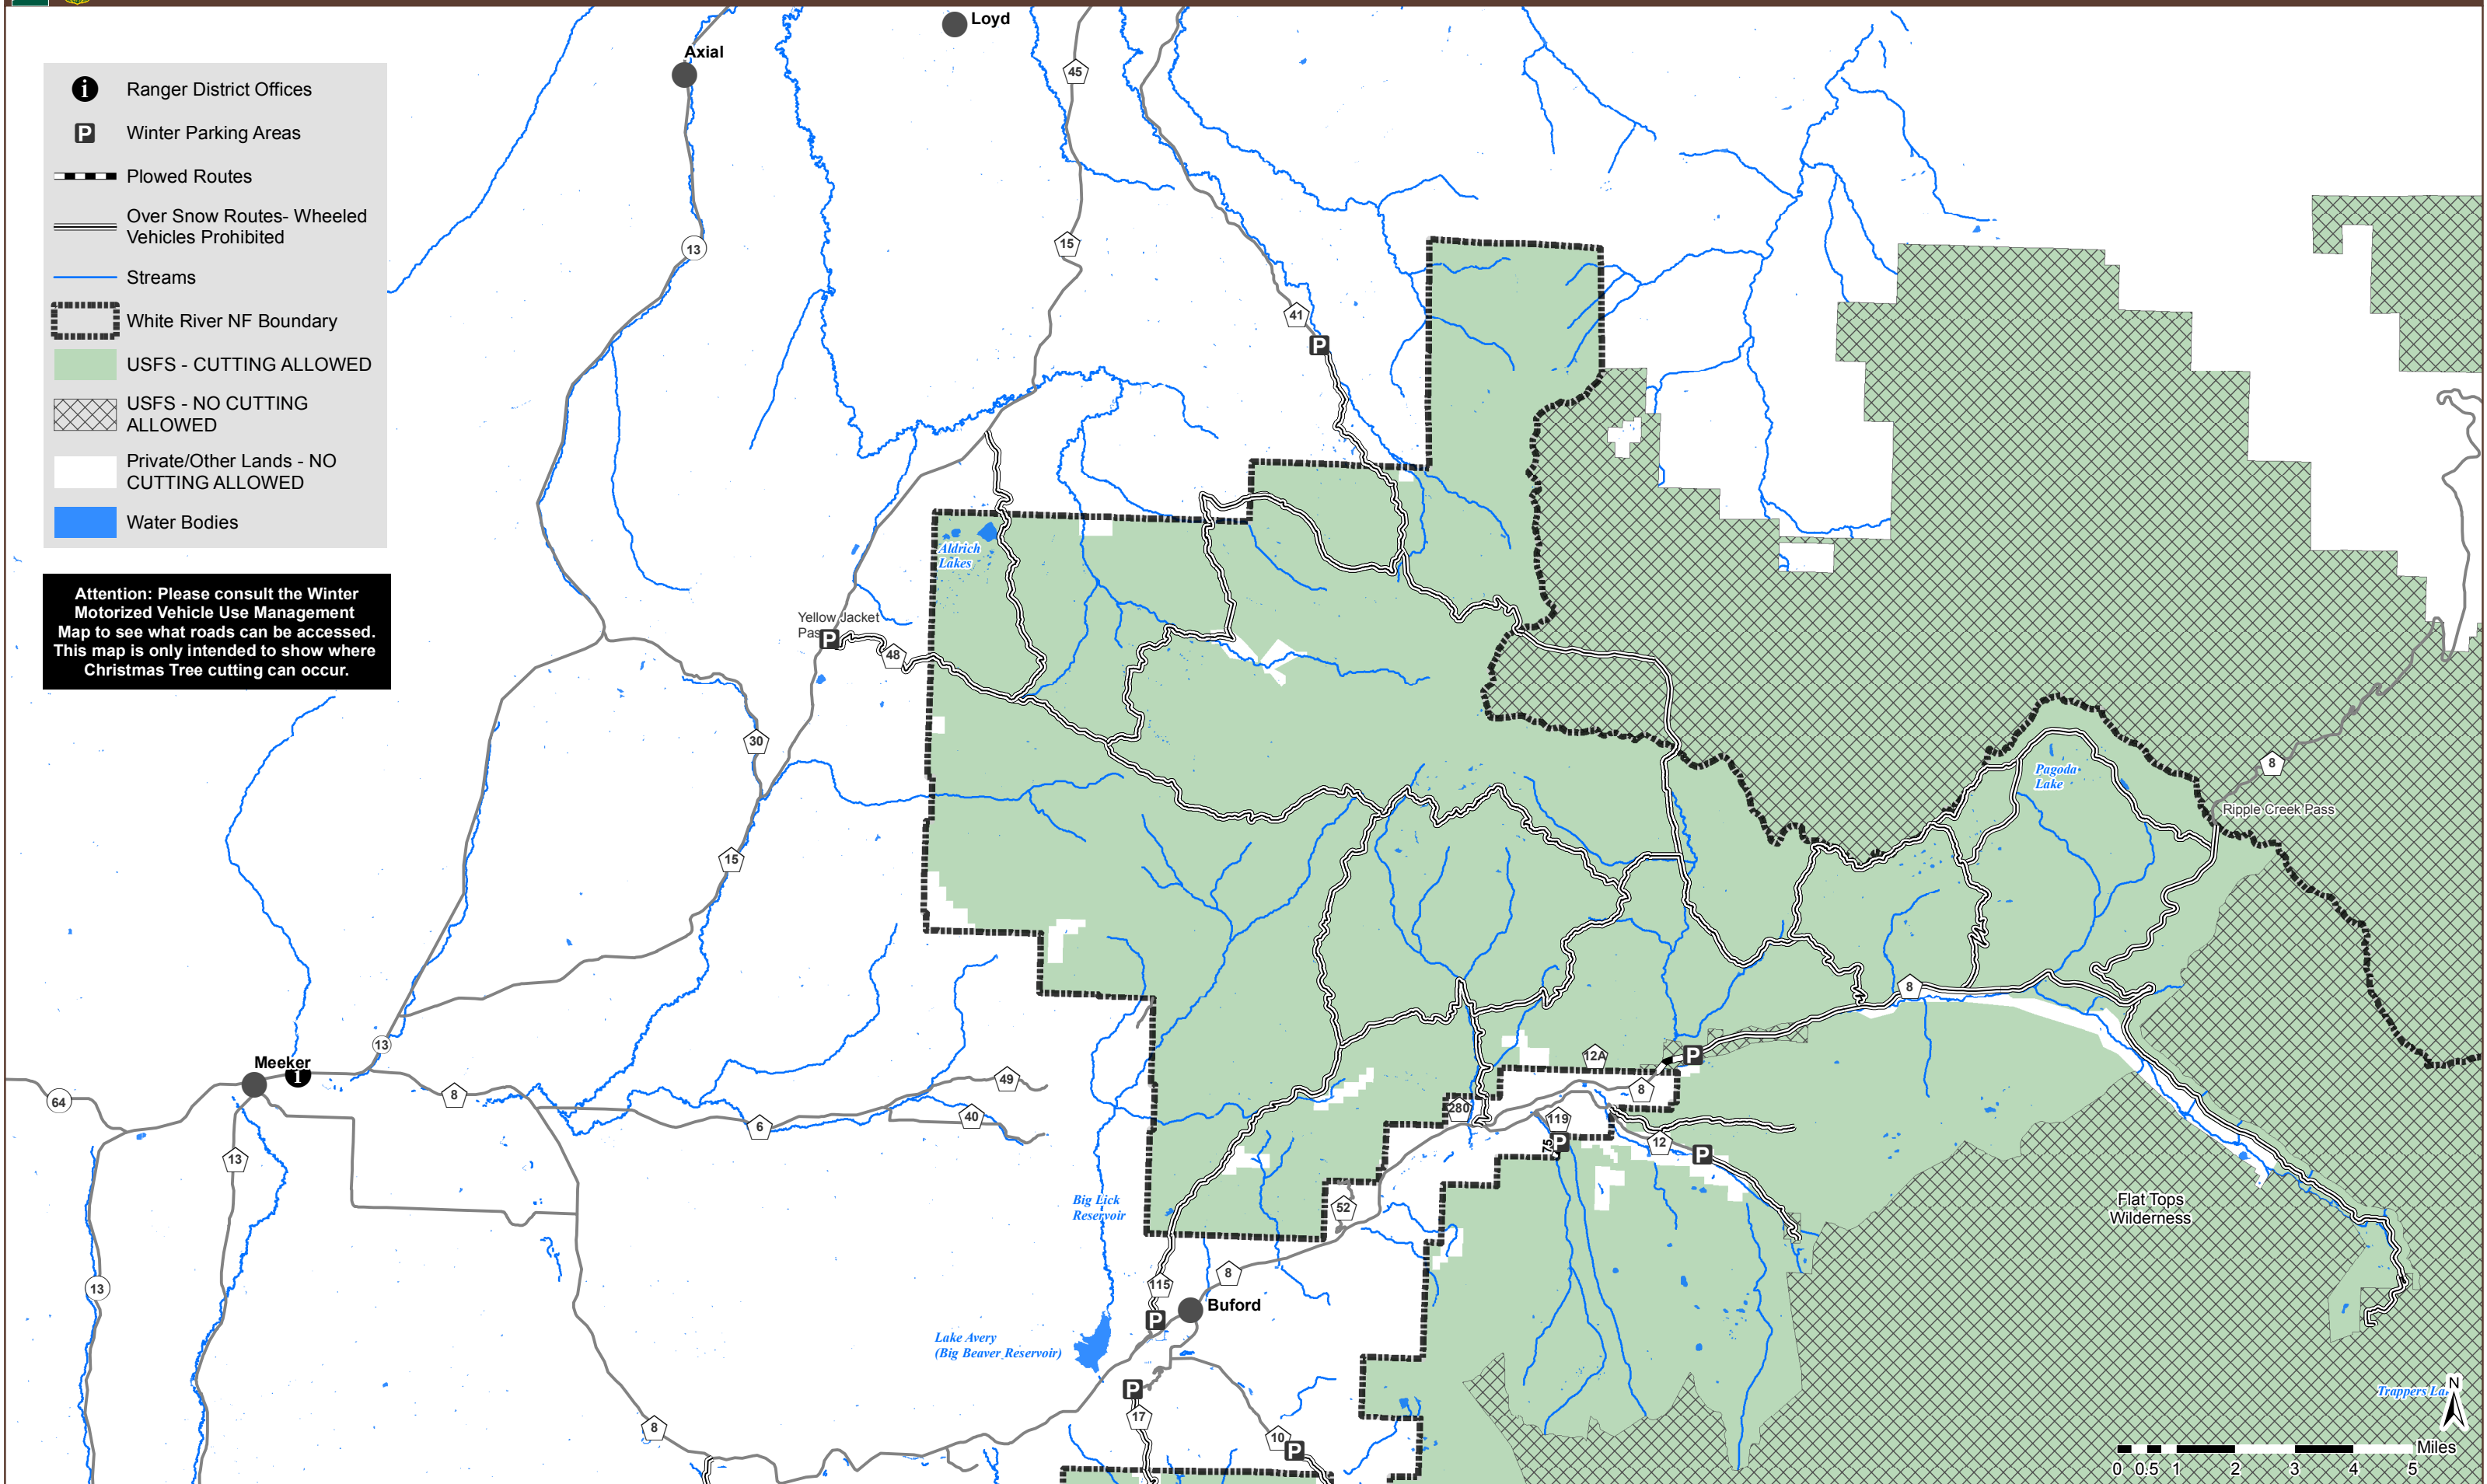 Loyd
Axial
45
Ranger District Offices
Winter Parking Areas
Plowed Routes
Over Snow Routes- Wheeled
Vehicles Prohibited
Streams
White River NF Boundary
USFS - CUTTING ALLOWED
USFS - NO CUTTING
ALLOWED
Private/Other Lands - NO
CUTTING ALLOWED
Water Bodies
13
15
41
P
Attention: Please consult the Winter
Motorized Vehicle Use Management
Map to see what roads can be accessed.
This map is only intended to show where
Christmas Tree cutting can occur.
Aldrich
Lakes
Yellow Jacket
Pass
P
48
30
15
Pagoda
Lake
8
Ripple Creek Pass
8
13
Meeker
i
64
8
49
40
6
12A
P
8
280
119
75
P
12
P
13
13
Big Lick
Reservoir
52
Flat Tops
Wilderness
115
8
P
Buford
Lake Avery
(Big Beaver Reservoir)
P
17
10
P
8
Trappers
N
Miles
0 0.5 1 2 3 4 5